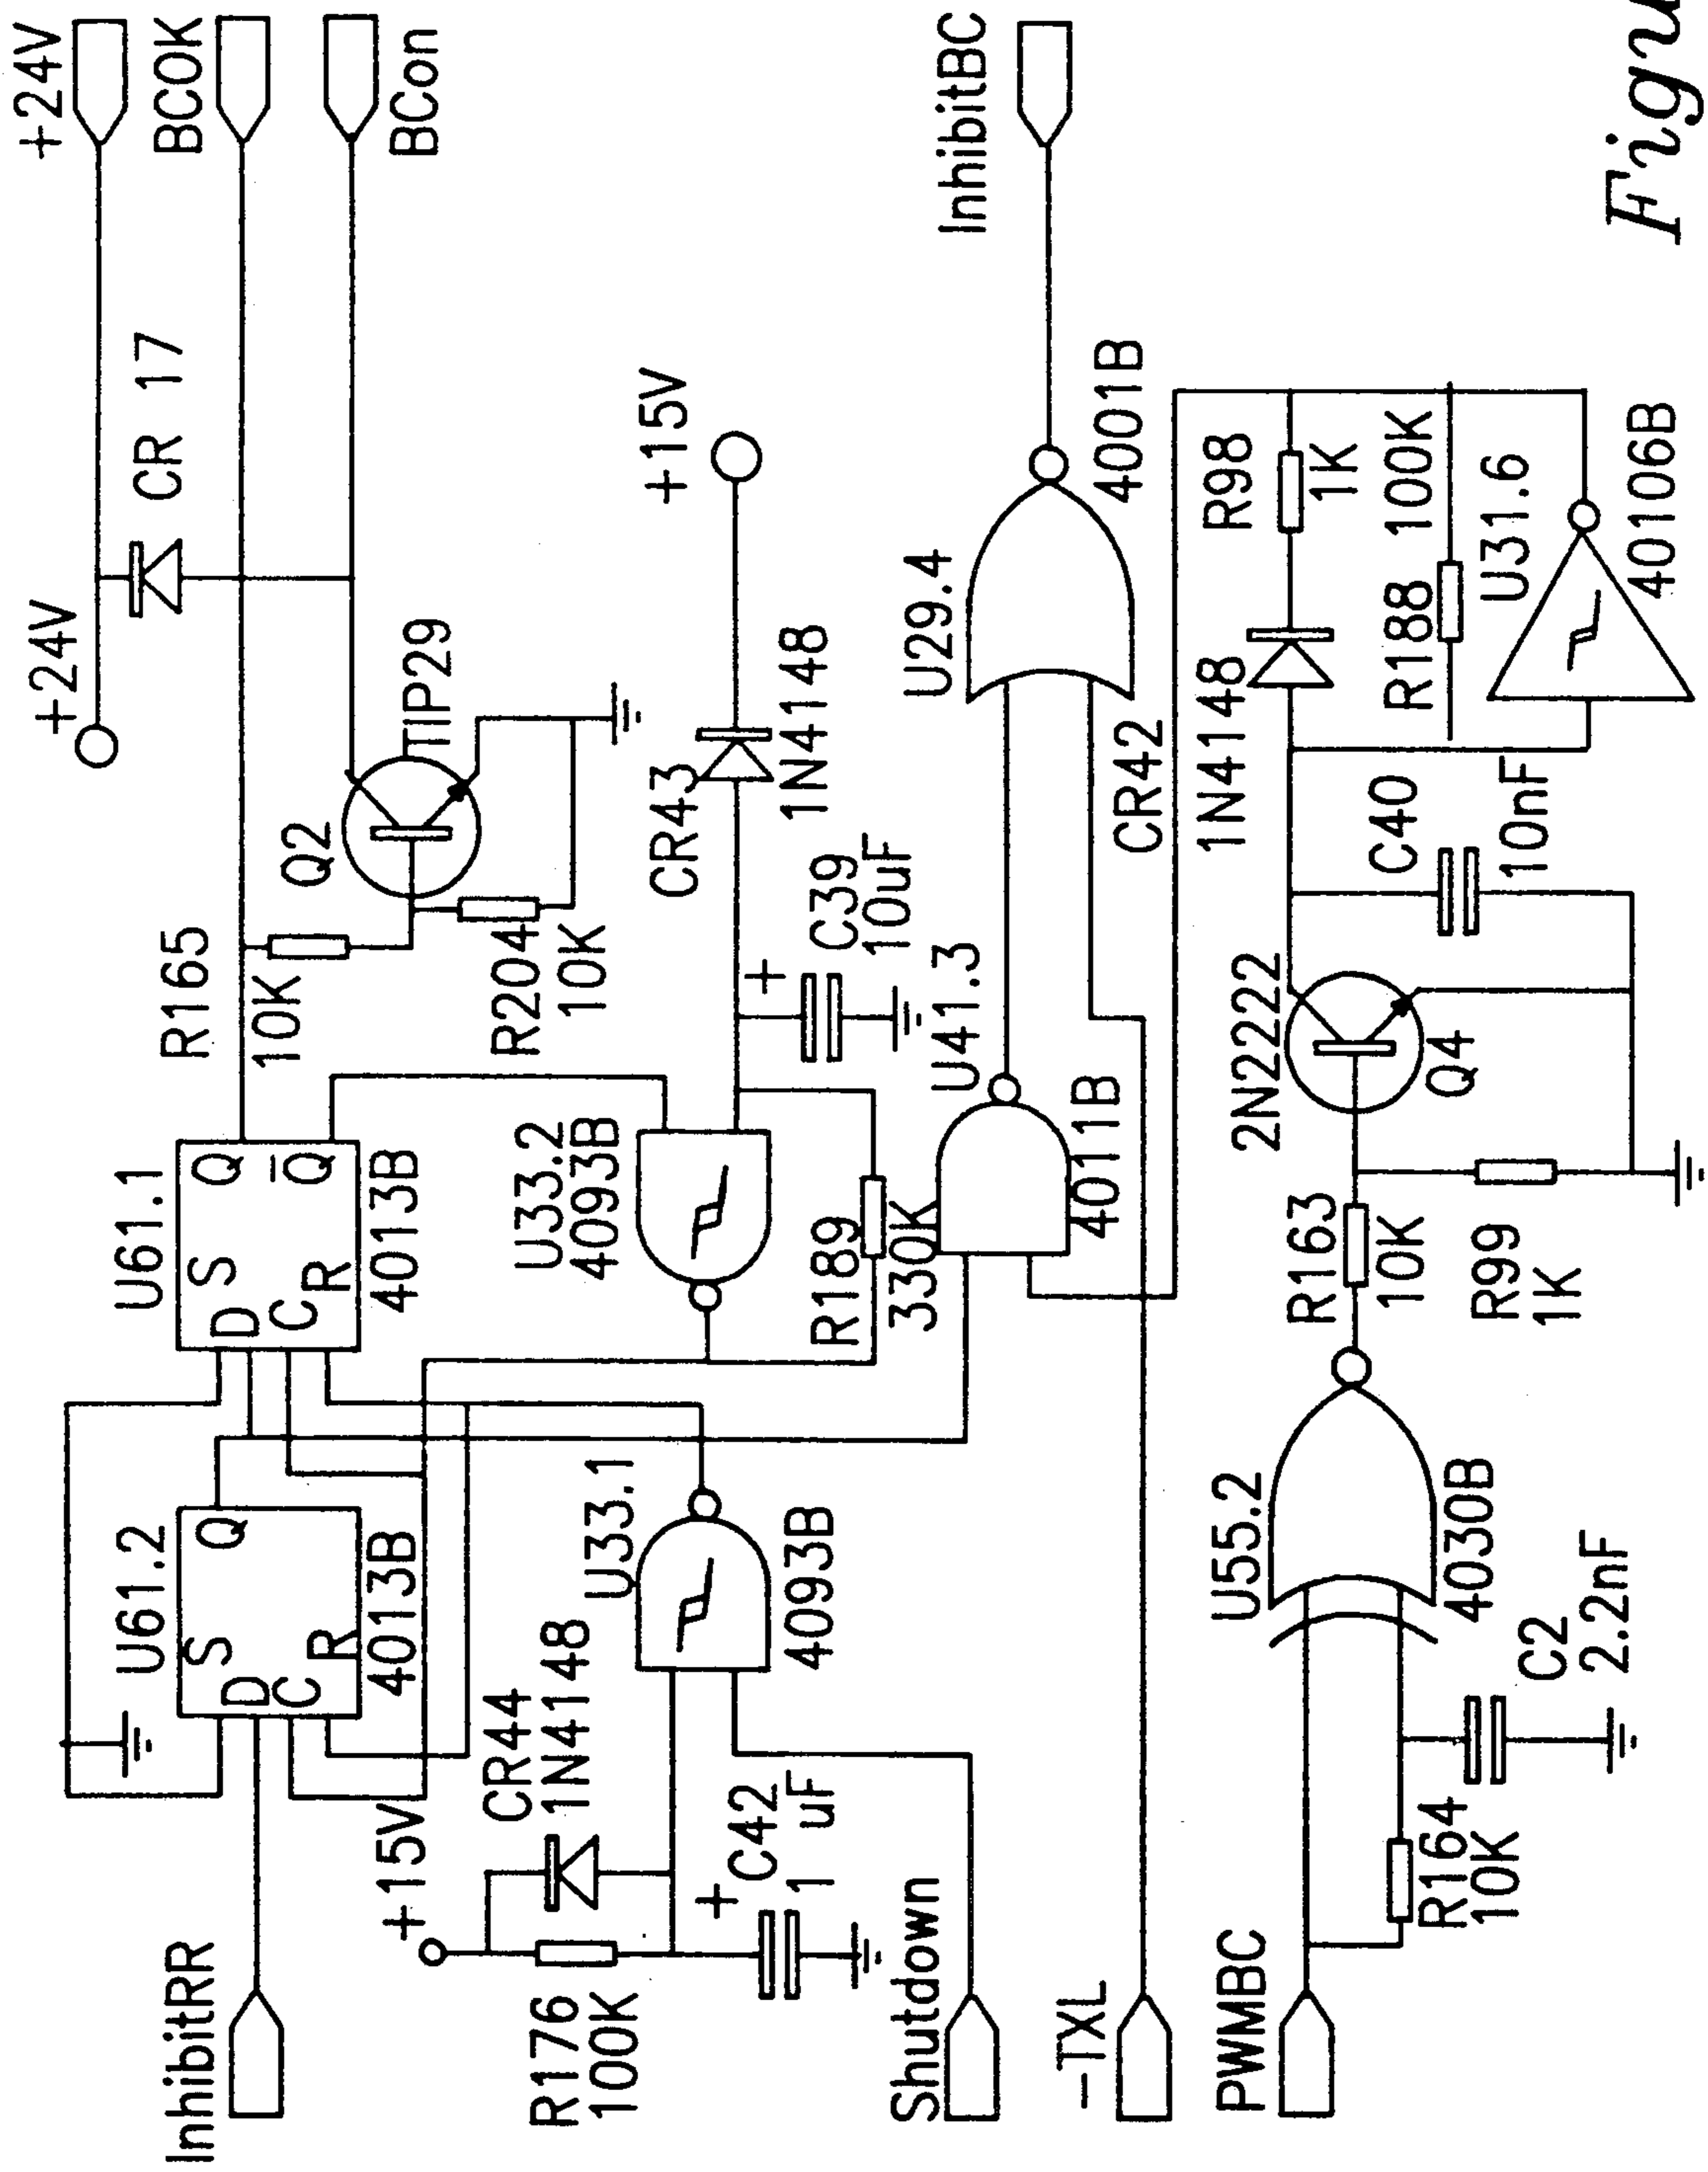 +24V
BCOK
BCon
+24V
CR 17
Q2
TIP29
R165
10K
R204
10K
U61.1
S
D
C
R
Q
Q
4013B
U61.2
S
D
C
R
Q
4013B
InhibitRR
+15V
CR43
1N4148
C39
10uF
+
U33.2
4093B
R189
330K
U33.1
4093B
CR44
1N4148
+15V
R176
100K
+
C42
1 uF
Shutdown
U41.3
4011B
U29.4
4001B
InhibitBC
-TXL
PWMBC
R164
10K
C2
2.2nF
U55.2
4030B
R163
10K
R99
1K
2N2222
Q4
C40
10nF
CR42
1N4148
R98
1K
R188 100K
U31.6
40106B